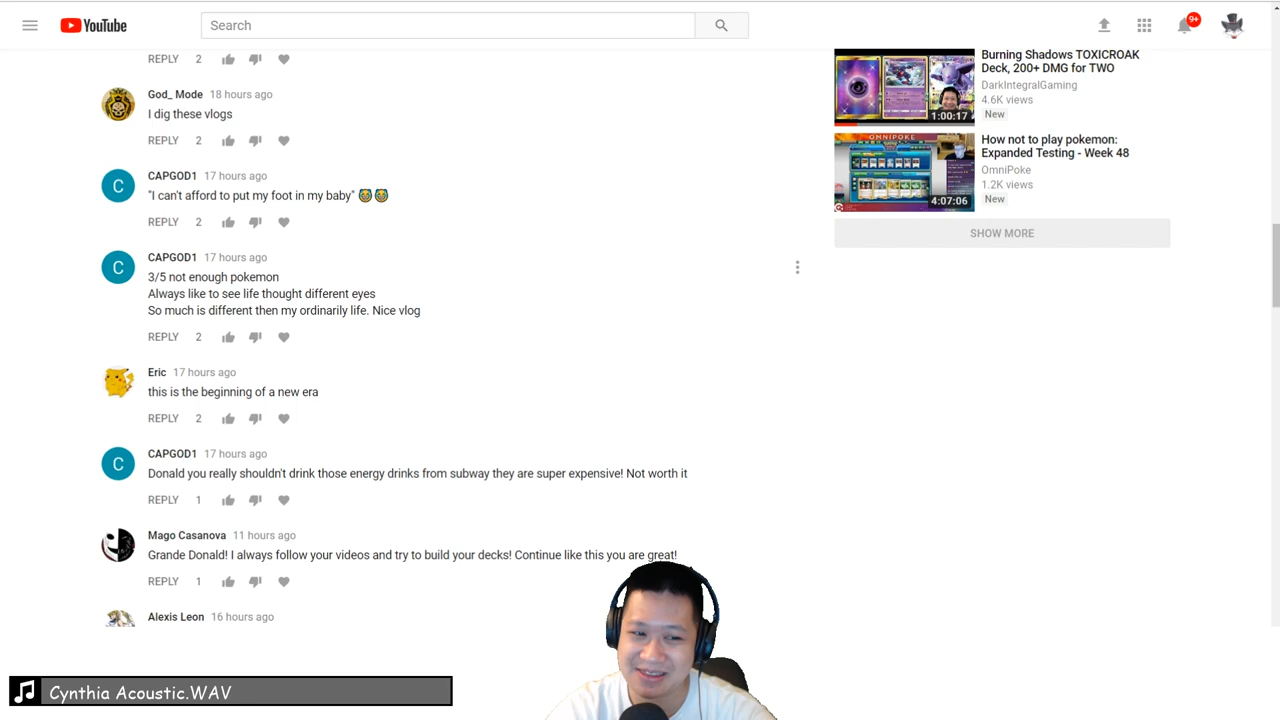 YouTube
Search
9+
REPLY 2
God_ Mode 18 hours ago
I dig these vlogs
REPLY 2
CAPGOD1 17 hours ago
"I can't afford to put my foot in my baby"
REPLY 2
CAPGOD1 17 hours ago
3/5 not enough pokemon
Always like to see life thought different eyes
So much is different then my ordinarily life. Nice vlog
REPLY 2
Eric 17 hours ago
this is the beginning of a new era
REPLY 2
CAPGOD1 17 hours ago
Donald you really shouldn't drink those energy drinks from subway they are super expensive! Not worth it
REPLY 1
Mago Casanova 11 hours ago
Grande Donald! I always follow your videos and try to build your decks! Continue like this you are great!
REPLY 1
Alexis Leon 16 hours ago
C
C
C
Burning Shadows TOXICROAK
Deck, 200+ DMG for TWO
DarkIntegralGaming
4.6K views
New
1:00:17
How not to play pokemon:
Expanded Testing - Week 48
OmniPoke
1.2K views
New
OMNIPOKE
4:07:06
SHOW MORE
Cynthia Acoustic.WAV